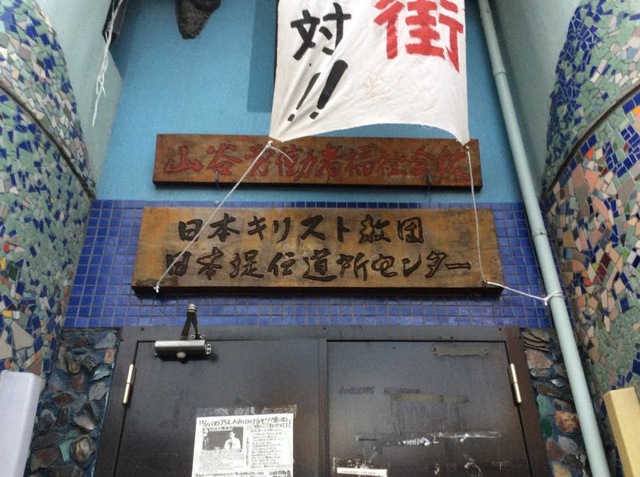 街
対!!
山谷労働者福祉会館
日本キリスト教団
日本堤伝道所センター